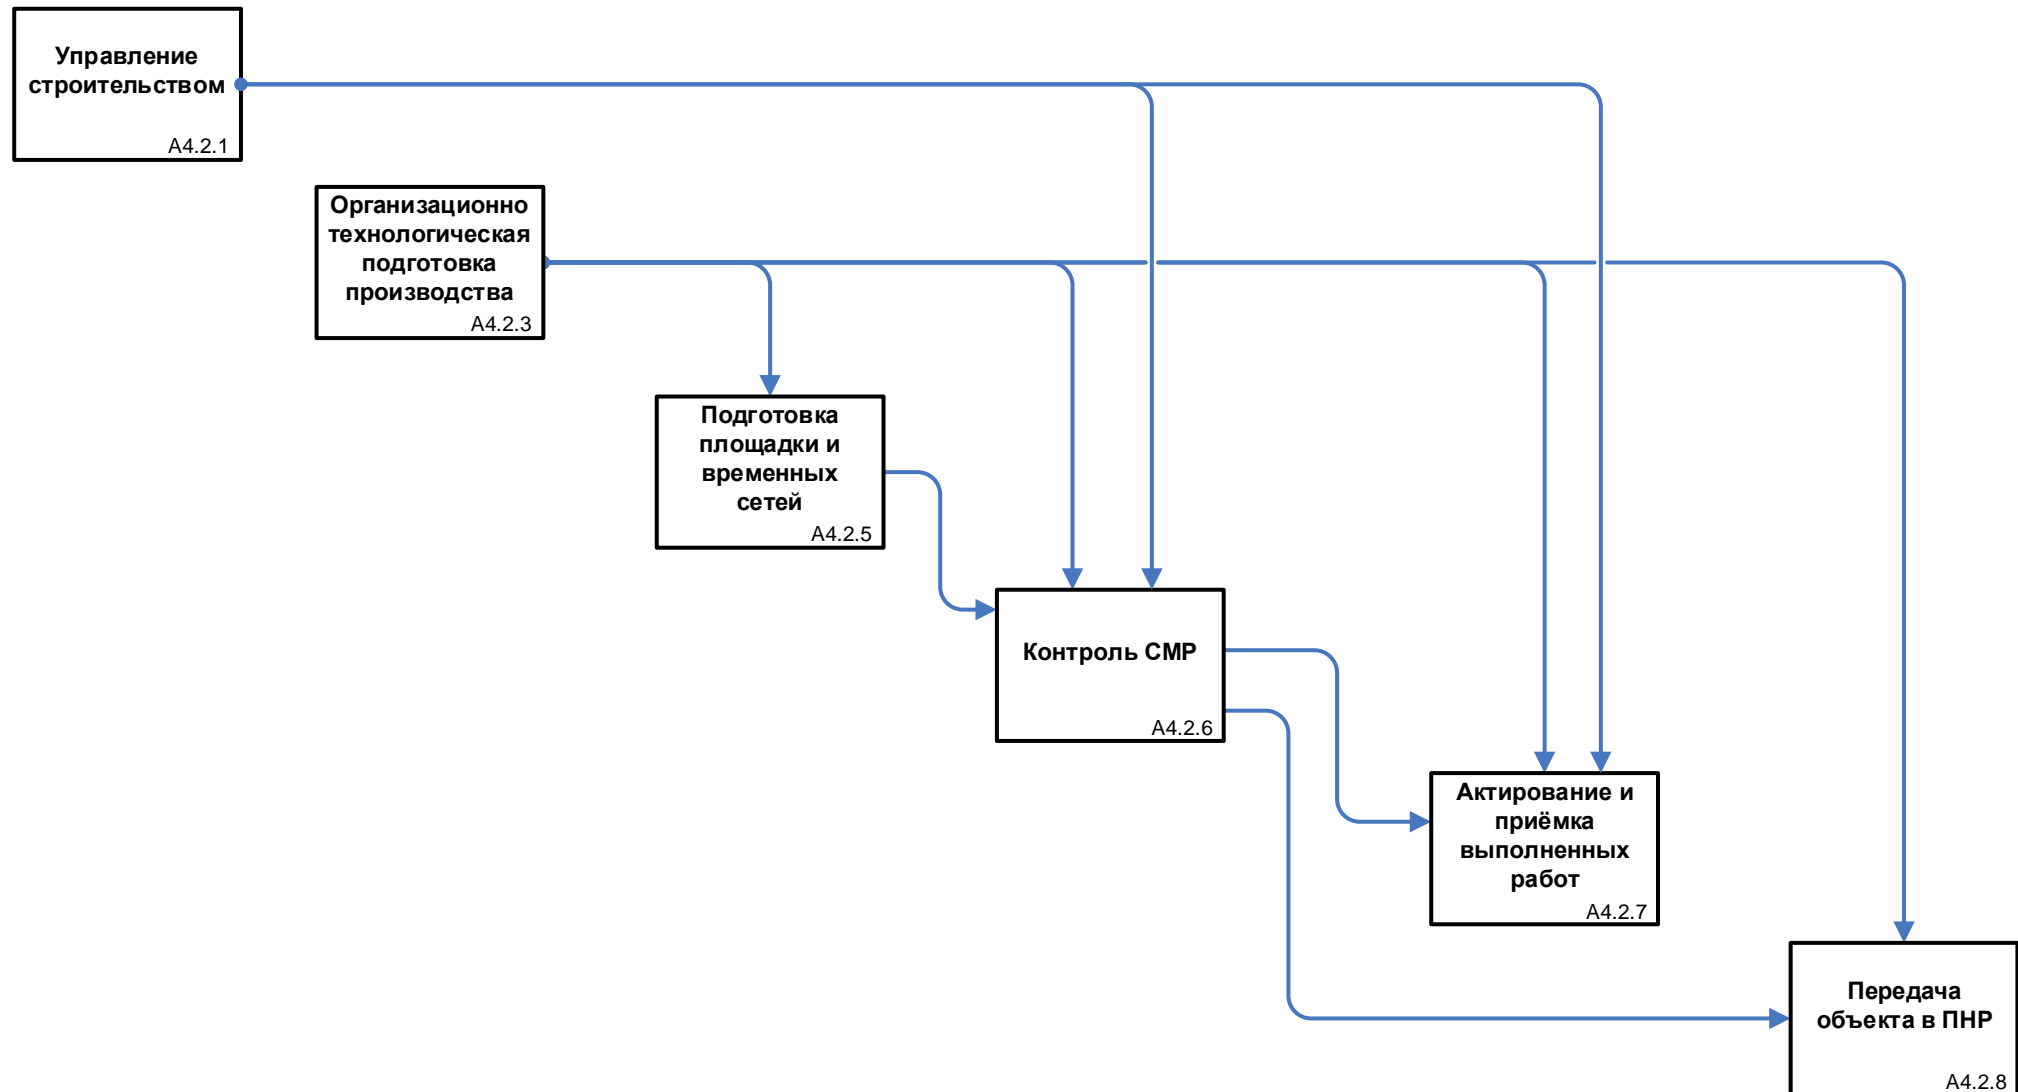 Управление
строительством
A4.2.1
Организационно
технологическая
подготовка
производства
A4.2.3
Подготовка
площадки и
временных
сетей
A4.2.5
Контроль СМР
A4.2.6
Актирование и
приёмка
выполненных
работ
A4.2.7
Передача
объекта в ПНР
A4.2.8